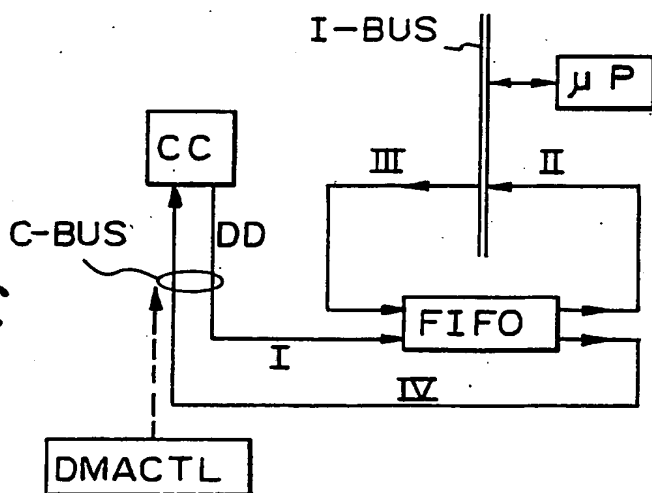 I-BUS
μP
CC
III
II
C-BUS
DD
FIFO
I
IV
DMACTL